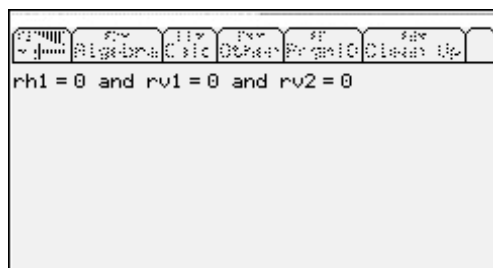 Algebra Calc Other PrgmIO Clean Up
rh1 = 0 and rv1 = 0 and rv2 = 0